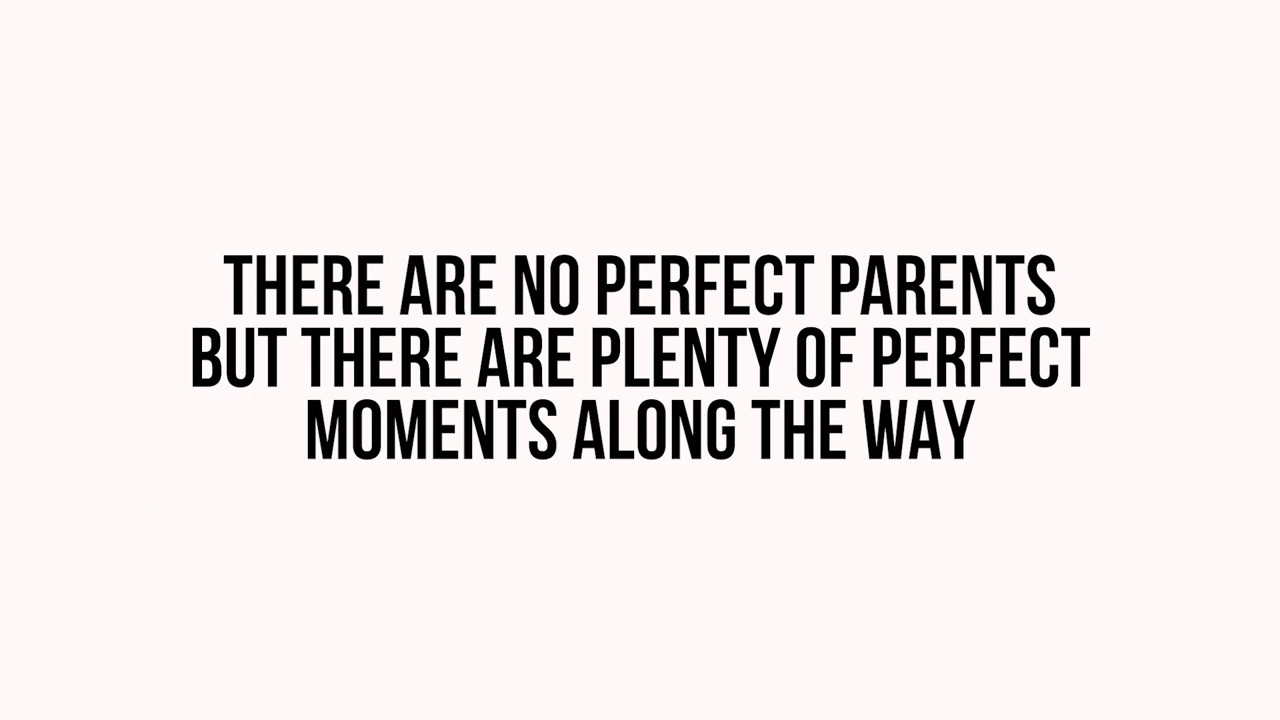 THERE ARE NO PERFECT PARENTS
BUT THERE ARE PLENTY OF PERFECT
MOMENTS ALONG THE WAY